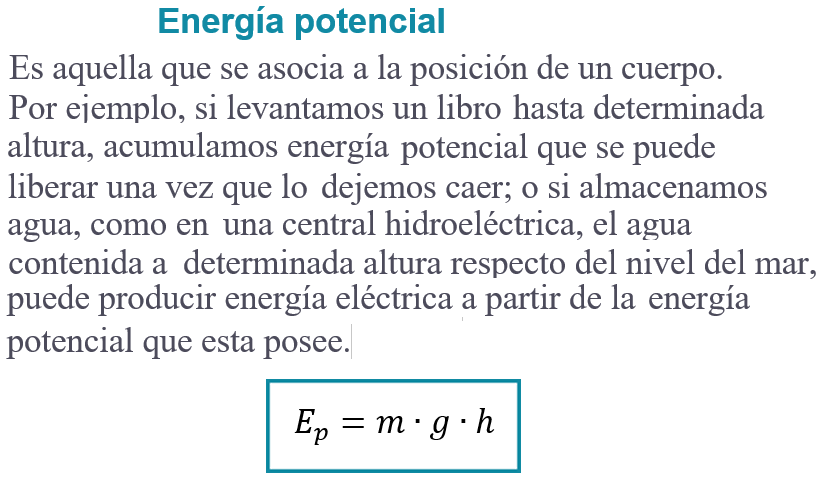 Energía potencial
Es aquella que se asocia a la posición de un cuerpo.
Por ejemplo, si levantamos un libro hasta determinada
altura, acumulamos energía potencial que se puede
liberar una vez que lo dejemos caer; o si almacenamos
agua, como en una central hidroeléctrica, el agua
contenida a determinada altura respecto del nivel del mar,
puede producir energía eléctrica a partir de la energía
potencial que esta posee.
E_p = m · g · h